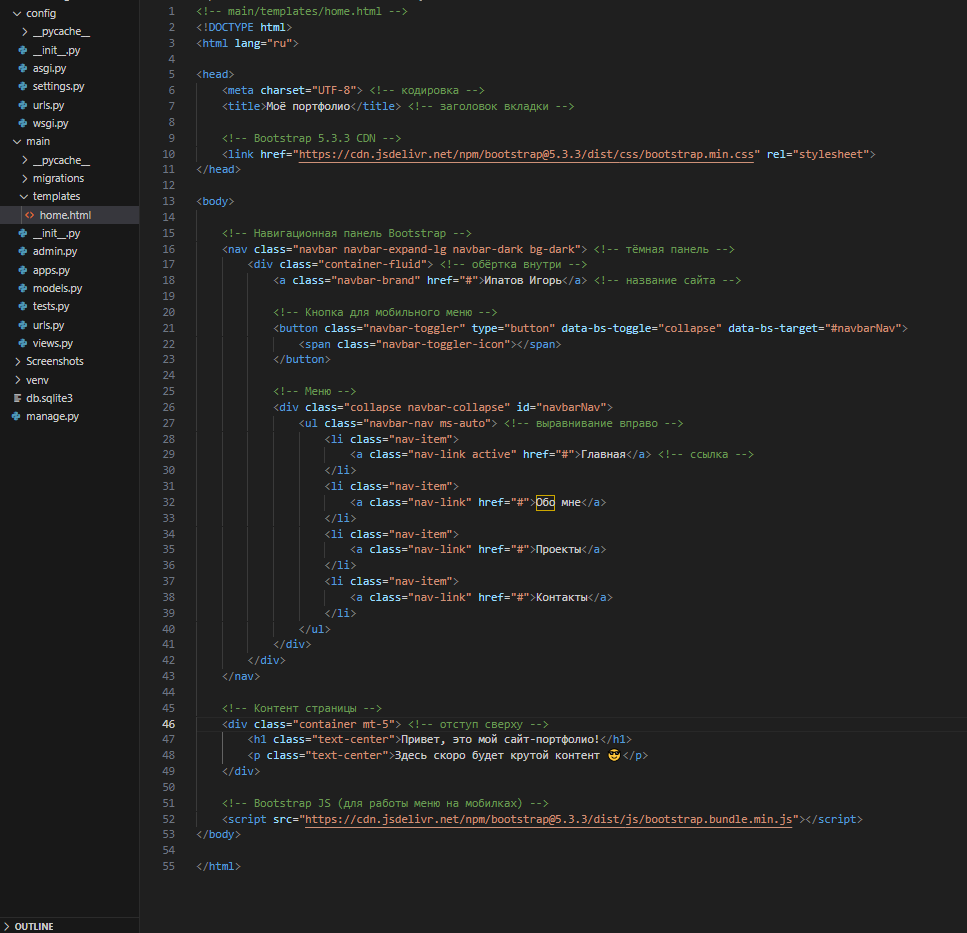 config
__pycache__
__init__.py
asgi.py
settings.py
urls.py
wsgi.py
main
__pycache__
migrations
templates
home.html
__init__.py
admin.py
apps.py
models.py
tests.py
urls.py
views.py
Screenshots
venv
db.sqlite3
manage.py
OUTLINE
1 <!-- main/templates/home.html -->
2 <!DOCTYPE html>
3 <html lang="ru">
4
5 <head>
6 <meta charset="UTF-8"> <!-- кодировка -->
7 <title>Моё портфолио</title> <!-- заголовок вкладки -->
8
9 <!-- Bootstrap 5.3.3 CDN -->
10 <link href="https://cdn.jsdelivr.net/npm/bootstrap@5.3.3/dist/css/bootstrap.min.css" rel="stylesheet">
11 </head>
12
13 <body>
14
15 <!-- Навигационная панель Bootstrap -->
16 <nav class="navbar navbar-expand-lg navbar-dark bg-dark"> <!-- тёмная панель -->
17 <div class="container-fluid"> <!-- обёртка внутри -->
18 <a class="navbar-brand" href="#">Ипатов Игорь</a> <!-- название сайта -->
19
20 <!-- Кнопка для мобильного меню -->
21 <button class="navbar-toggler" type="button" data-bs-toggle="collapse" data-bs-target="#navbarNav">
22 <span class="navbar-toggler-icon"></span>
23 </button>
24
25 <!-- Меню -->
26 <div class="collapse navbar-collapse" id="navbarNav">
27 <ul class="navbar-nav ms-auto"> <!-- выравнивание вправо -->
28 <li class="nav-item">
29 <a class="nav-link active" href="#">Главная</a> <!-- ссылка -->
30 </li>
31 <li class="nav-item">
32 <a class="nav-link" href="#">Обо мне</a>
33 </li>
34 <li class="nav-item">
35 <a class="nav-link" href="#">Проекты</a>
36 </li>
37 <li class="nav-item">
38 <a class="nav-link" href="#">Контакты</a>
39 </li>
40 </ul>
41 </div>
42 </div>
43 </nav>
44
45 <!-- Контент страницы -->
46 <div class="container mt-5"> <!-- отступ сверху -->
47 <h1 class="text-center">Привет, это мой сайт-портфолио!</h1>
48 <p class="text-center">Здесь скоро будет крутой контент 😎</p>
49 </div>
50
51 <!-- Bootstrap JS (для работы меню на мобилках) -->
52 <script src="https://cdn.jsdelivr.net/npm/bootstrap@5.3.3/dist/js/bootstrap.bundle.min.js"></script>
53 </body>
54
55 </html>